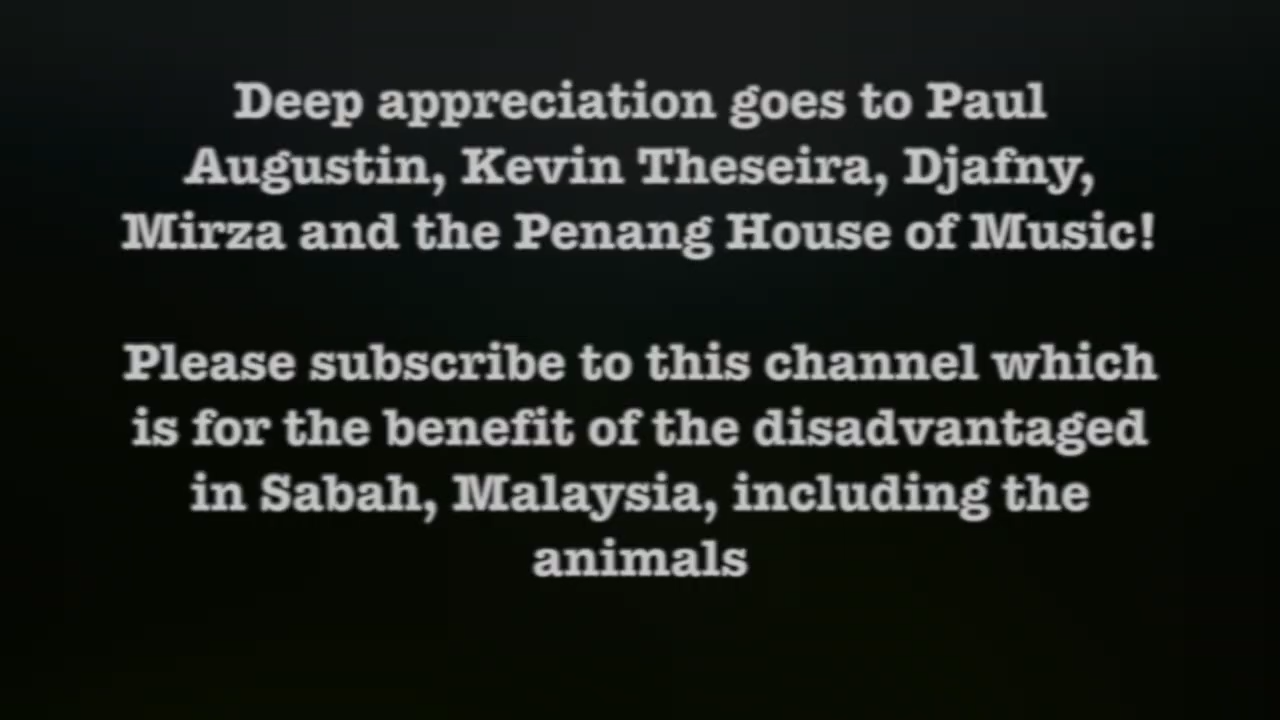 Deep appreciation goes to Paul
Augustin, Kevin Theseira, Djafny,
Mirza and the Penang House of Music!
Please subscribe to this channel which
is for the benefit of the disadvantaged
in Sabah, Malaysia, including the
animals